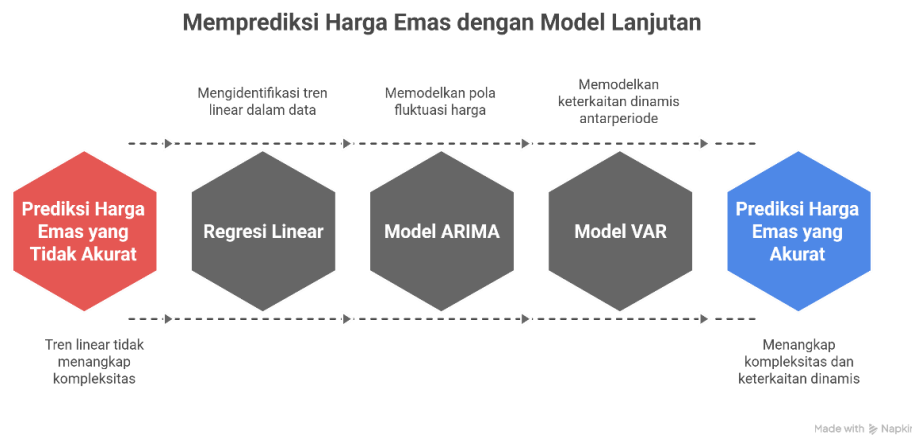 Memprediksi Harga Emas dengan Model Lanjutan
Mengidentifikasi tren
linear dalam data
Memodelkan pola
fluktuasi harga
Memodelkan
keterkaitan dinamis
antarperiode
Prediksi Harga
Emas yang
Tidak Akurat
Regresi Linear
Model ARIMA
Model VAR
Prediksi Harga
Emas yang
Akurat
Tren linear tidak
menangkap
kompleksitas
Menangkap
kompleksitas dan
keterkaitan dinamis
Made with Napkin